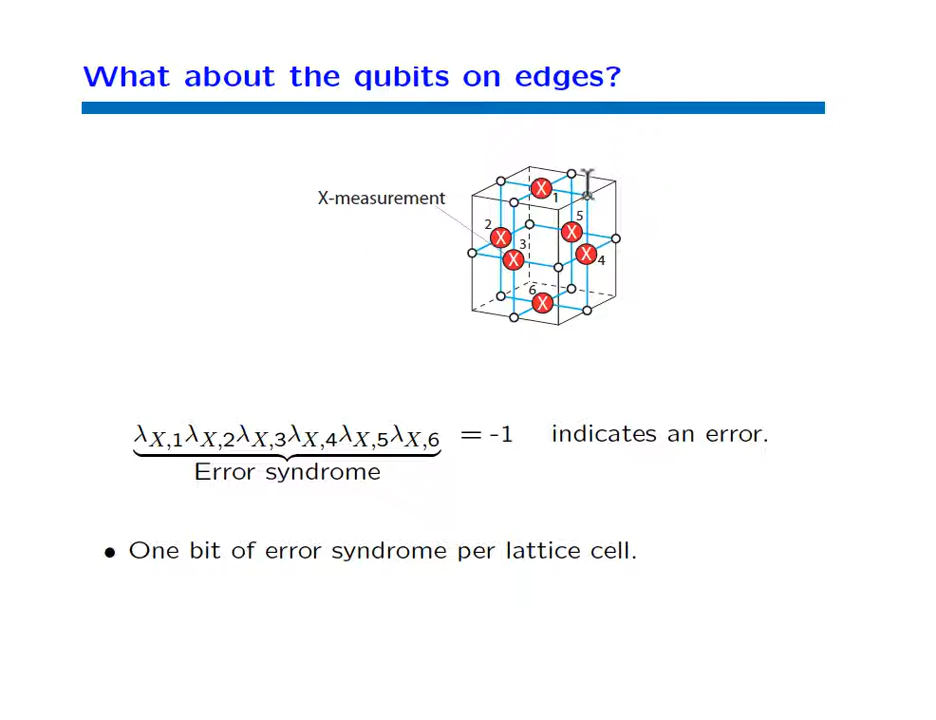 What about the qubits on edges?
X-measurement
X 1
2 X
3 X
5 X
X 4
6 X
λX,1λX,2λX,3λX,4λX,5λX,6 = -1 indicates an error.
Error syndrome
• One bit of error syndrome per lattice cell.